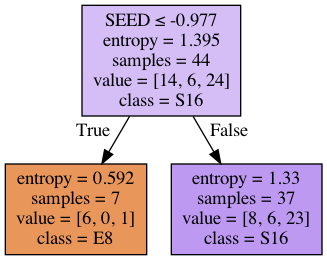 SEED ≤ -0.977
entropy = 1.395
samples = 44
value = [14, 6, 24]
class = S16
True
False
entropy = 0.592
samples = 7
value = [6, 0, 1]
class = E8
entropy = 1.33
samples = 37
value = [8, 6, 23]
class = S16